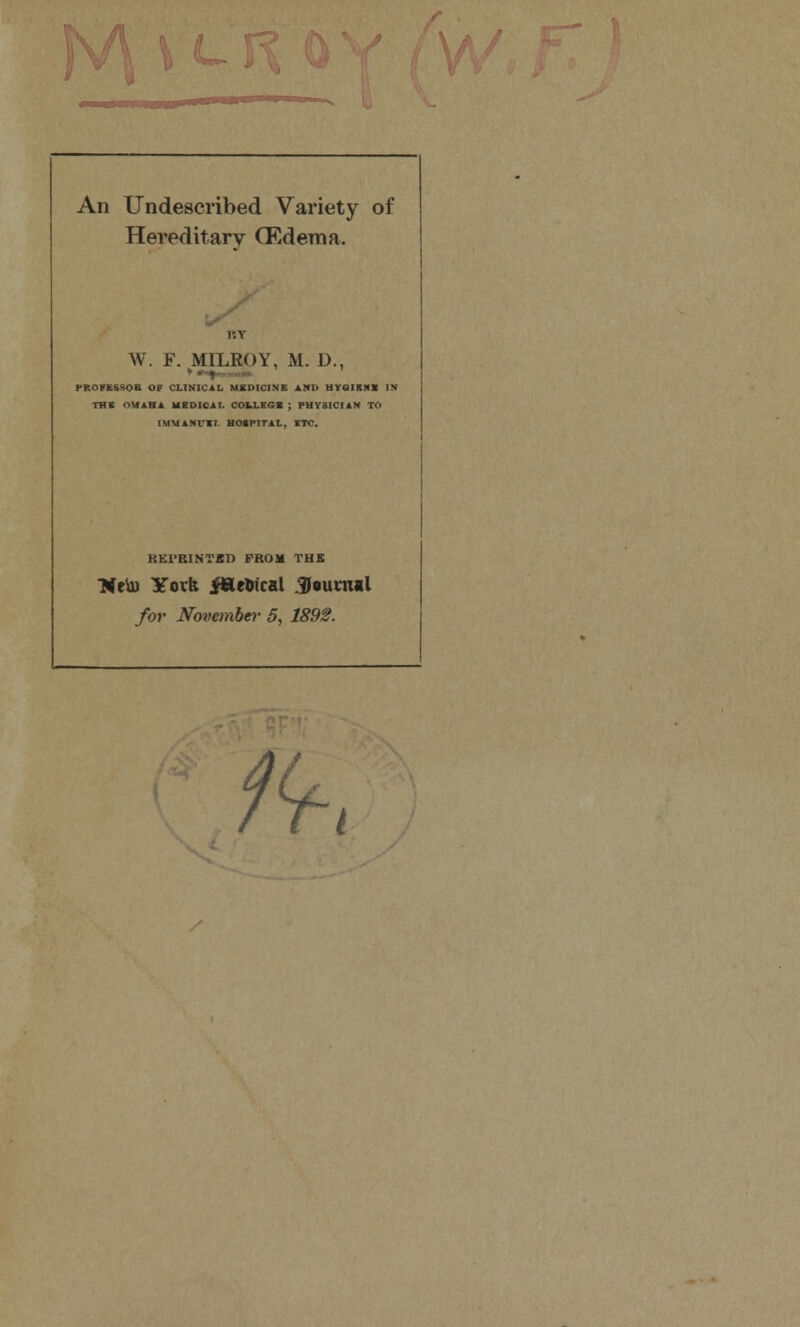 MILROY (W. F.)
An Undescribed Variety of
Hereditary Œdema.
BY
W. F. MILROY, M. D.,
PROFESSOR OF CLINICAL MEDICINE AND HYGIENE IN
THE OMAHA MEDICAL COLLEGE ; PHYSICIAN TO
IMMANUEL HOSPITAL, ETC.
REPRINTED FROM THE
New York Medical Journal
for November 5, 1892.